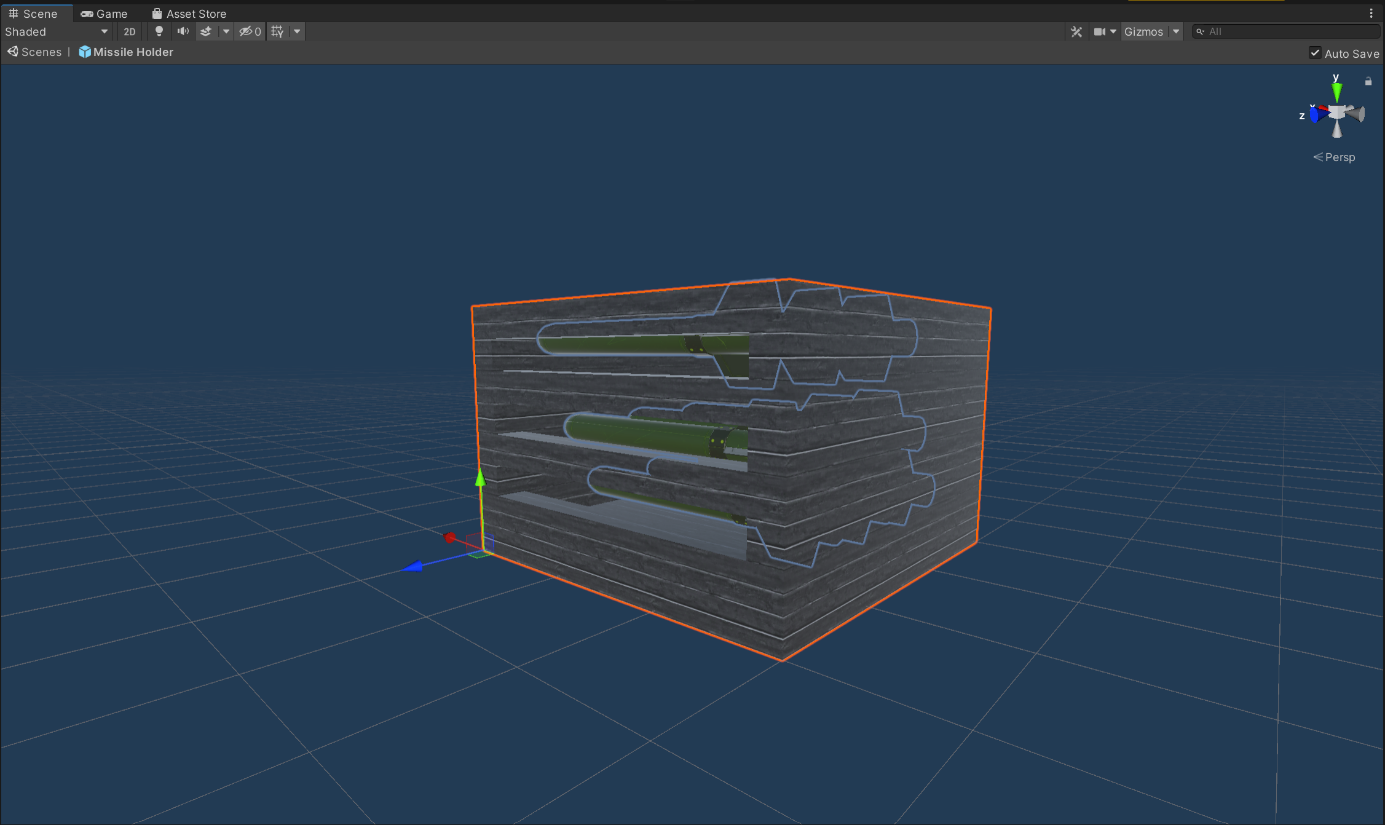 Scene Game Asset Store
Shaded 2D 0 Gizmos All
Scenes | Missile Holder Auto Save
y
x
z
Persp